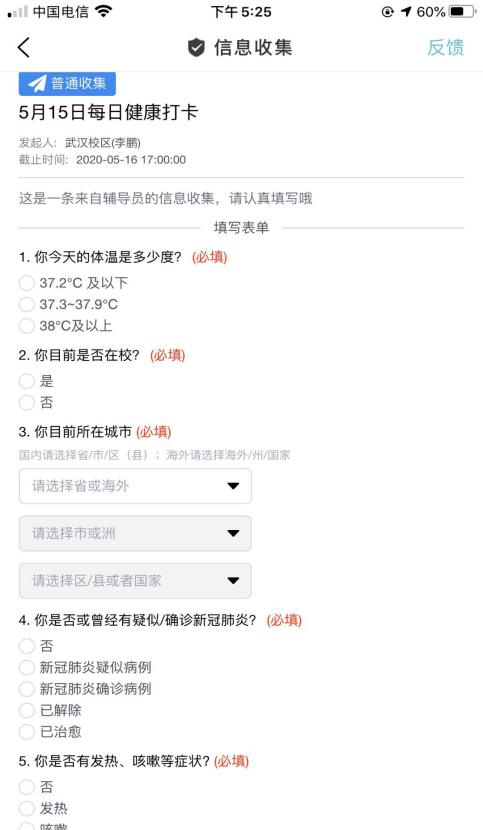 中国电信 下午5:25 60%
信息收集 反馈
普通收集
5月15日每日健康打卡
发起人: 武汉校区(李鹏)
截止时间: 2020-05-16 17:00:00
这是一条来自辅导员的信息收集，请认真填写哦
填写表单
1. 你今天的体温是多少度? (必填)
37.2°C 及以下
37.3~37.9°C
38°C及以上
2. 你目前是否在校? (必填)
是
否
3. 你目前所在城市 (必填)
国内请选择省/市/区（县）；海外请选择海外/州/国家
请选择省或海外
请选择市或洲
请选择区/县或者国家
4. 你是否或曾经有疑似/确诊新冠肺炎? (必填)
否
新冠肺炎疑似病例
新冠肺炎确诊病例
已解除
已治愈
5. 你是否有发热、咳嗽等症状? (必填)
否
发热
咳嗽